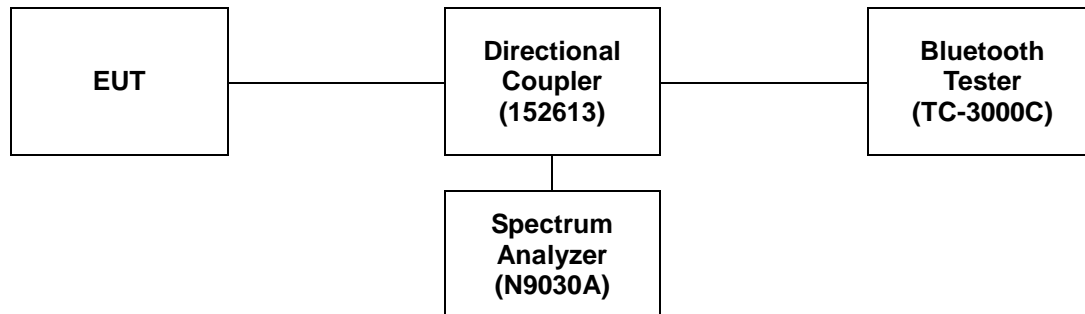 EUT
Directional
Coupler
(152613)
Bluetooth
Tester
(TC-3000C)
Spectrum
Analyzer
(N9030A)